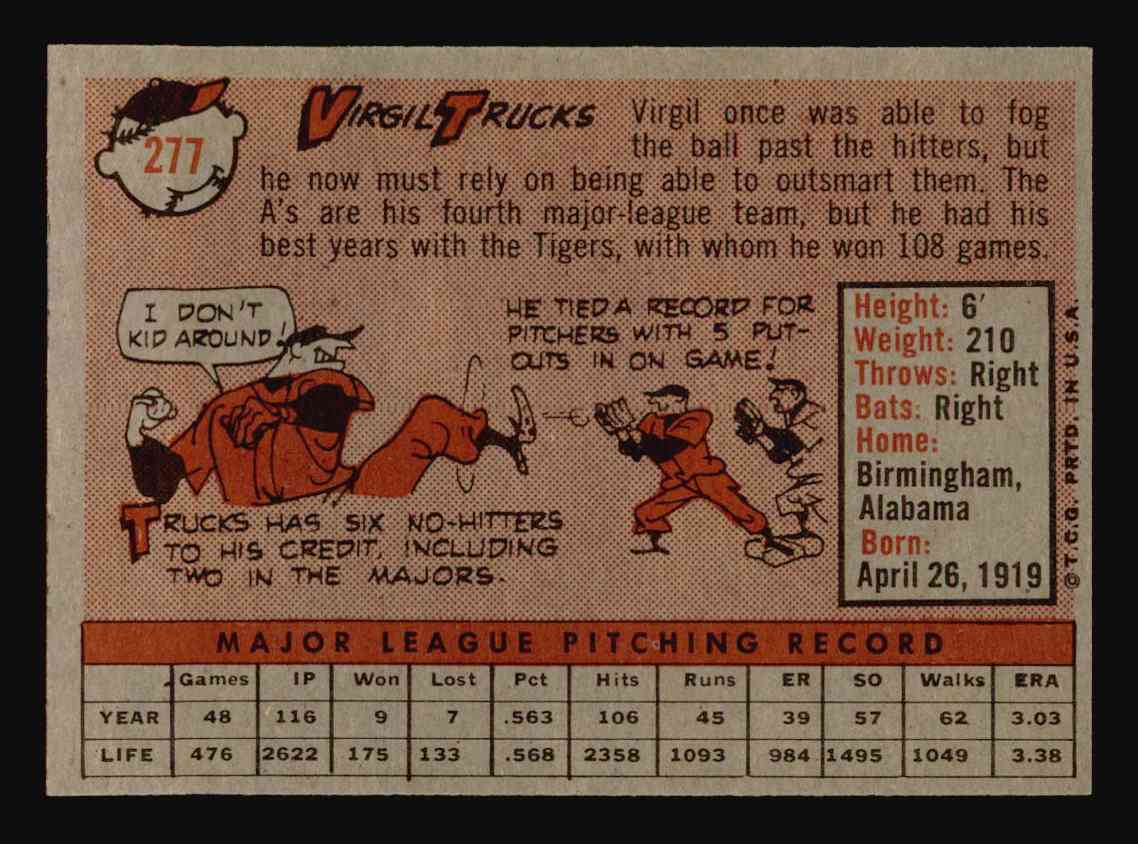 277
VIRGIL TRUCKS
Virgil once was able to fog
the ball past the hitters, but
he now must rely on being able to outsmart them. The
A's are his fourth major-league team, but he had his
best years with the Tigers, with whom he won 108 games.
I DON'T
KID AROUND!
HE TIED A RECORD FOR
PITCHERS WITH 5 PUT-
OUTS IN ON GAME!
TRUCKS HAS SIX NO-HITTERS
TO HIS CREDIT, INCLUDING
TWO IN THE MAJORS.
Height: 6'
Weight: 210
Throws: Right
Bats: Right
Home:
Birmingham,
Alabama
Born:
April 26, 1919
© T.C.G. PRTD. IN U.S.A.
MAJOR LEAGUE PITCHING RECORD
Games IP Won Lost Pct Hits Runs ER SO Walks ERA
YEAR 48 116 9 7 .563 106 45 39 57 62 3.03
LIFE 476 2622 175 133 .568 2358 1093 984 1495 1049 3.38